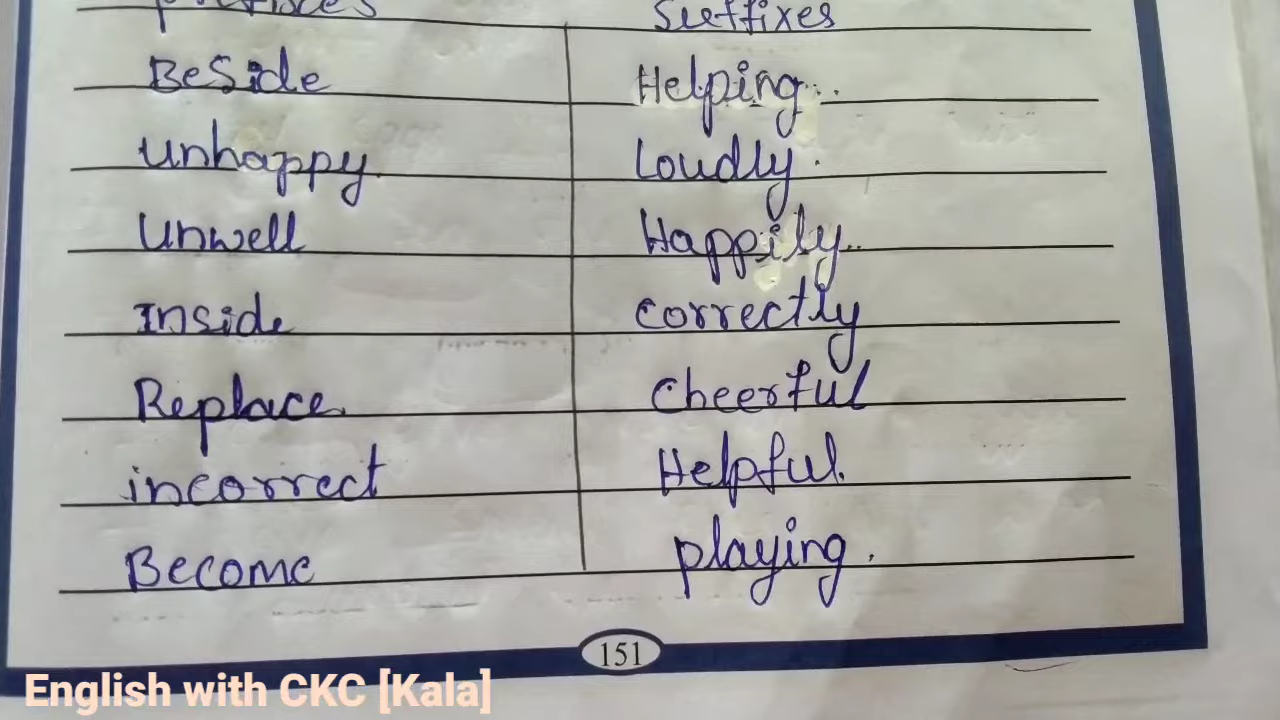 Prefixes Suffixes
BeSide Helping.
unhappy. Loudly.
Unwell Happily..
Inside correctly
Replace. Cheerful
incorrect Helpful.
Become playing.
151
English with CKC [Kala]